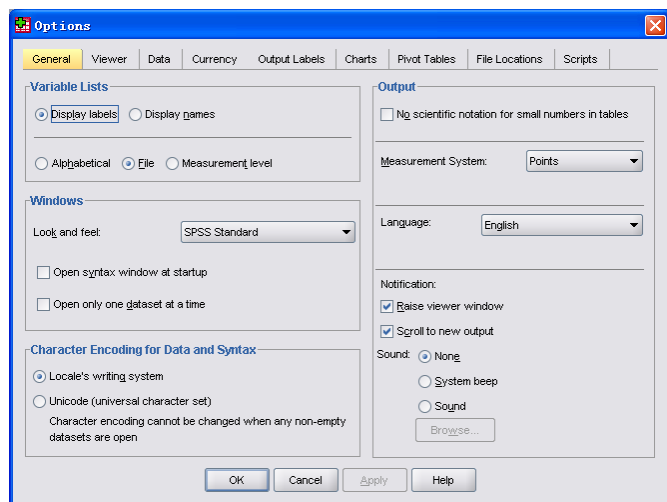 Options
General Viewer Data Currency Output Labels Charts Pivot Tables File Locations Scripts
Variable Lists
Display labels Display names
Alphabetical File Measurement level
Windows
Look and feel: SPSS Standard
Open syntax window at startup
Open only one dataset at a time
Character Encoding for Data and Syntax
Locale's writing system
Unicode (universal character set)
Character encoding cannot be changed when any non-empty
datasets are open
Output
No scientific notation for small numbers in tables
Measurement System: Points
Language: English
Notification:
Raise viewer window
Scroll to new output
Sound: None
System beep
Sound
Browse...
OK Cancel Apply Help